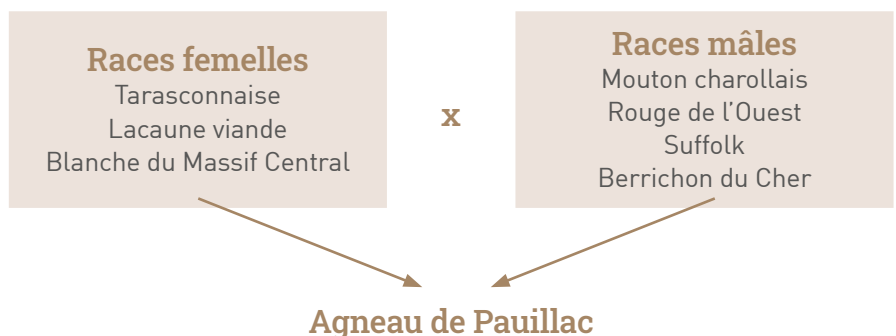 Races femelles
Tarasconnaise
Lacaune viande
Blanche du Massif Central
x
Races mâles
Mouton charollais
Rouge de l'Ouest
Suffolk
Berrichon du Cher
Agneau de Pauillac